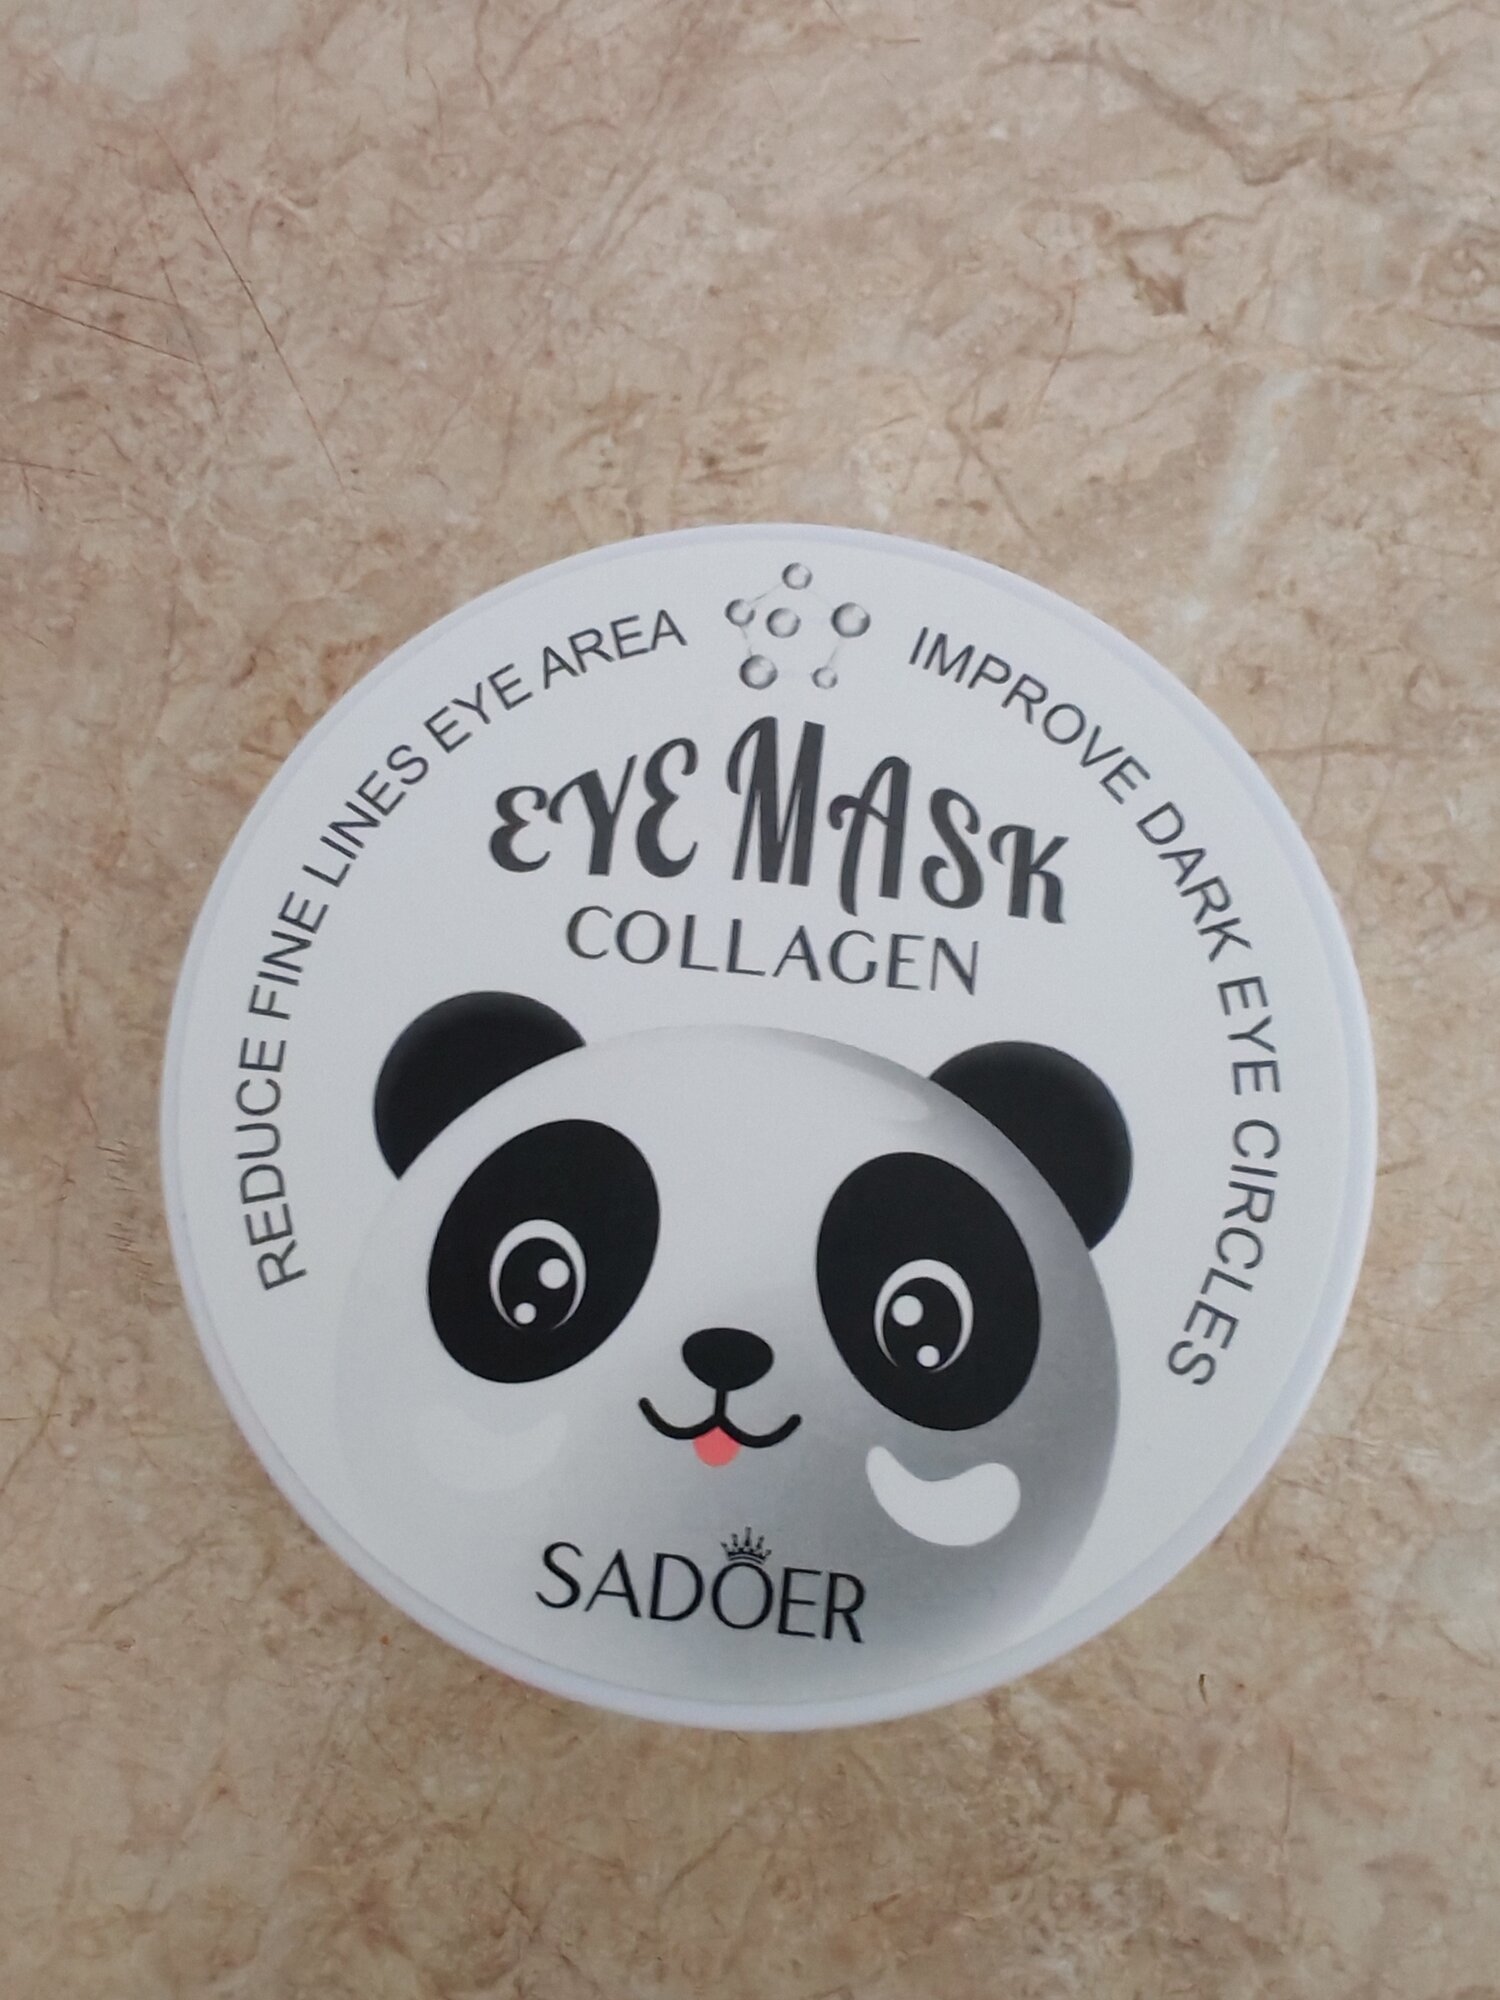 REDUCE FINE LINES EYE AREA
IMPROVE DARK EYE CIRCLES
EYE MASK
COLLAGEN
SADOER